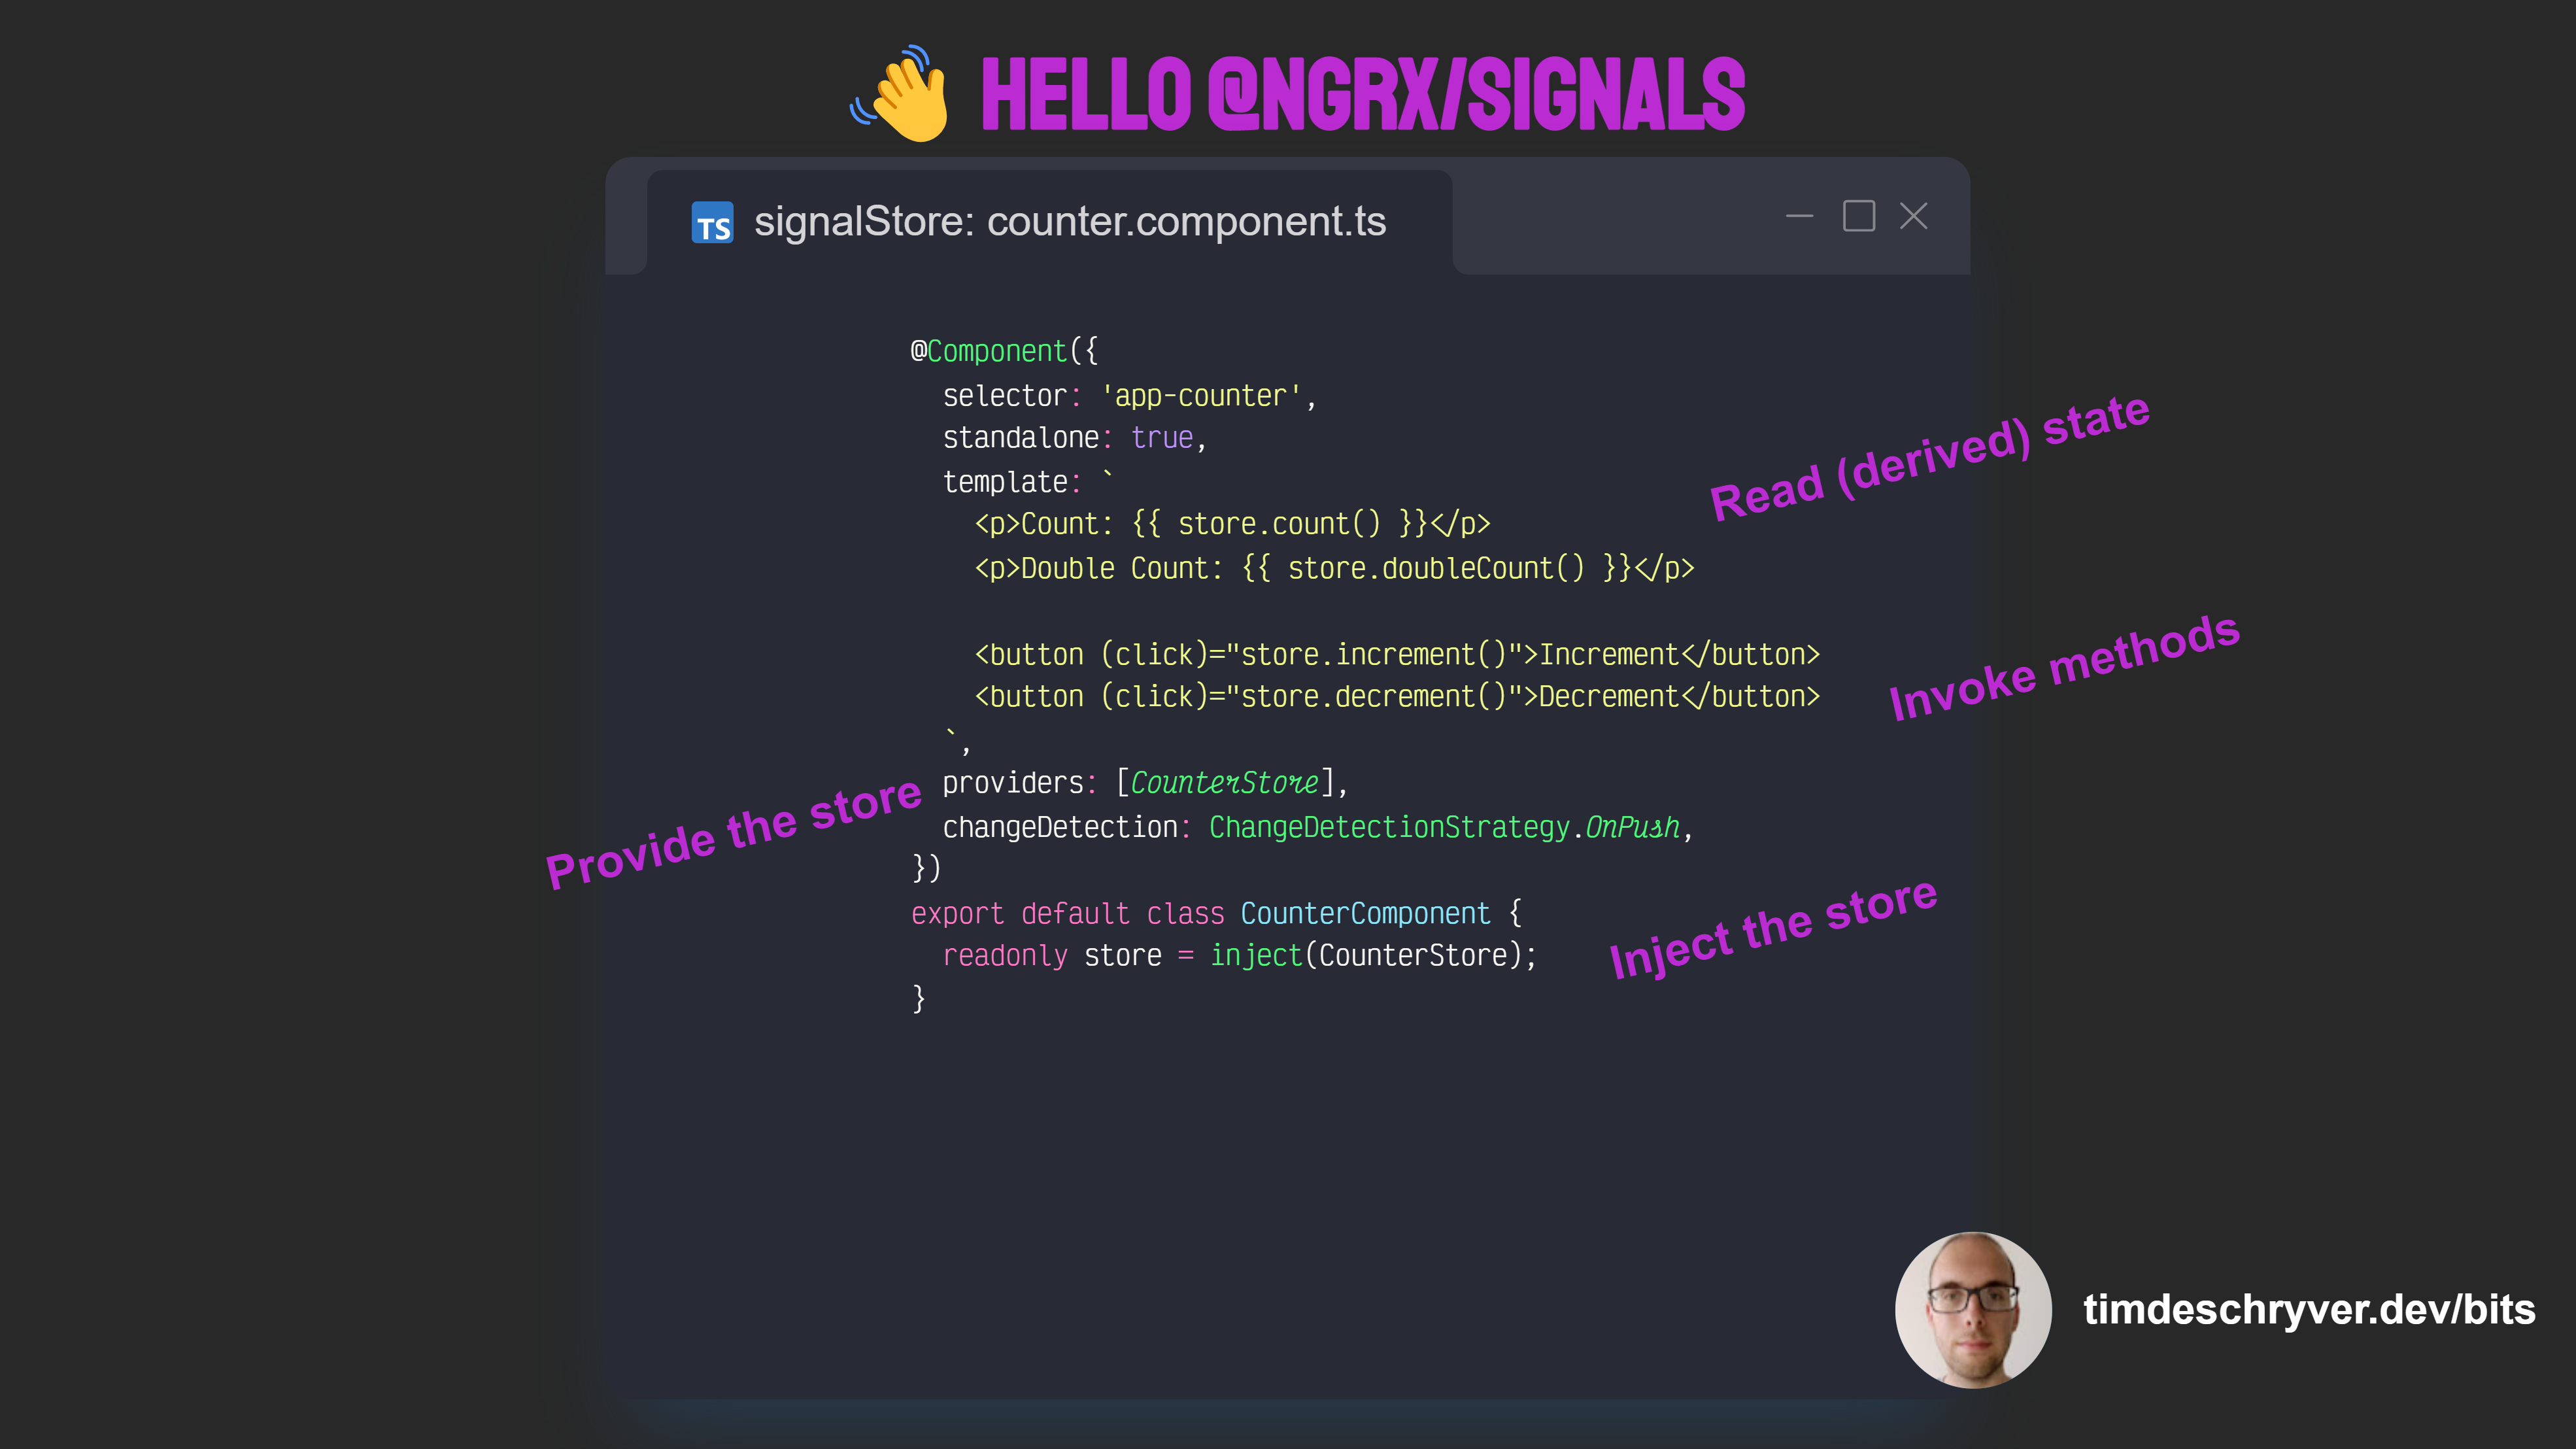 HELLO @NGRX/SIGNALS
TS signalStore: counter.component.ts
@Component({
  selector: 'app-counter',
  standalone: true,
  template: `
    <p>Count: {{ store.count() }}</p>
    <p>Double Count: {{ store.doubleCount() }}</p>
    <button (click)="store.increment()">Increment</button>
    <button (click)="store.decrement()">Decrement</button>
  `,
  providers: [CounterStore],
  changeDetection: ChangeDetectionStrategy.OnPush,
})
export default class CounterComponent {
  readonly store = inject(CounterStore);
}
Read (derived) state
Invoke methods
Provide the store
Inject the store
timdeschryver.dev/bits